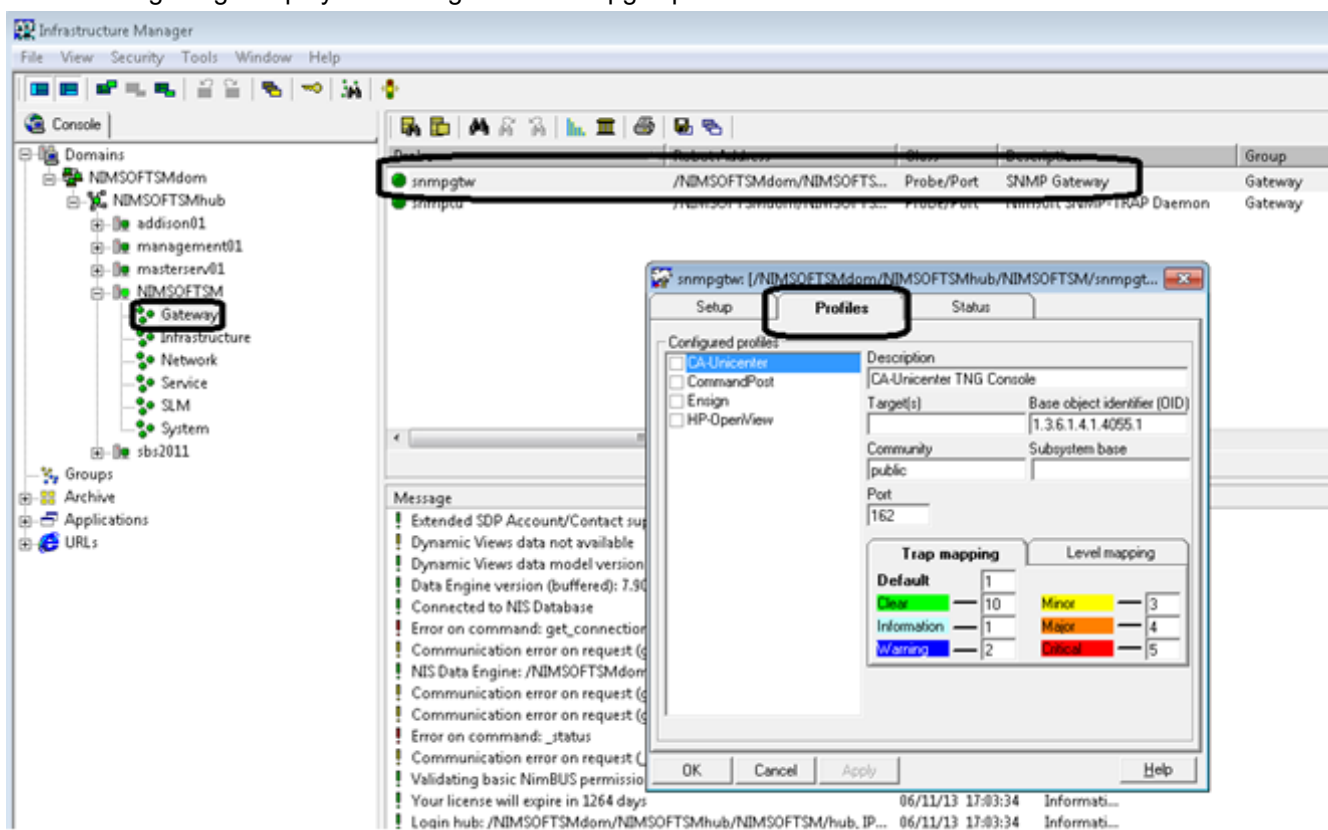 Infrastructure Manager
File View Security Tools Window Help
Console
Domains
NIMSOFTSMdom
NIMSOFTSMhub
addison01
management01
masterserv01
NIMSOFTSM
Gateway
Infrastructure
Network
Service
SLM
System
sbs2011
Groups
Archive
Applications
URLs
Group
snmpgtw /NIMSOFTSMdom/NIMSOFTS... Probe/Port SNMP Gateway Gateway
Daemon Gateway
snmpgtw: [/NIMSOFTSMdom/NIMSOFTSMhub/NIMSOFTSM/snmpgt...
Setup Profiles Status
Configured profiles
CA-Unicenter
CommandPost
Ensign
HP-OpenView
Description
CA-Unicenter TNG Console
Target(s) Base object identifier (OID)
1.3.6.1.4.1.4055.1
Community Subsystem base
public
Port
162
Trap mapping Level mapping
Default 1
Clear 10 Minor 3
Information 1 Major 4
Warning 2 Critical 5
OK Cancel Apply Help
Message
Extended SDP Account/Contact sup
Dynamic Views data not available
Dynamic Views data model version
Data Engine version (buffered): 7.90
Connected to NIS Database
Error on command: get_connection
Communication error on request (g
NIS Data Engine: /NIMSOFTSMdom
Communication error on request (g
Communication error on request (g
Error on command: _status
Communication error on request (_
Validating basic NimBUS permissio
Your license will expire in 1264 days 06/11/13 17:03:34 Informati...
Login hub: /NIMSOFTSMdom/NIMSOFTSMhub/NIMSOFTSM/hub, IP... 06/11/13 17:03:34 Informati...